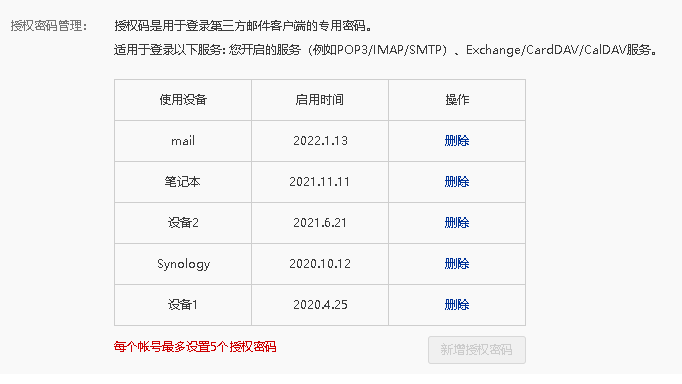 授权密码管理： 授权码是用于登录第三方邮件客户端的专用密码。
适用于登录以下服务: 您开启的服务（例如POP3/IMAP/SMTP）、Exchange/CardDAV/CalDAV服务。
使用设备 启用时间 操作
mail 2022.1.13 删除
笔记本 2021.11.11 删除
设备2 2021.6.21 删除
Synology 2020.10.12 删除
设备1 2020.4.25 删除
每个帐号最多设置5个授权密码 新增授权密码